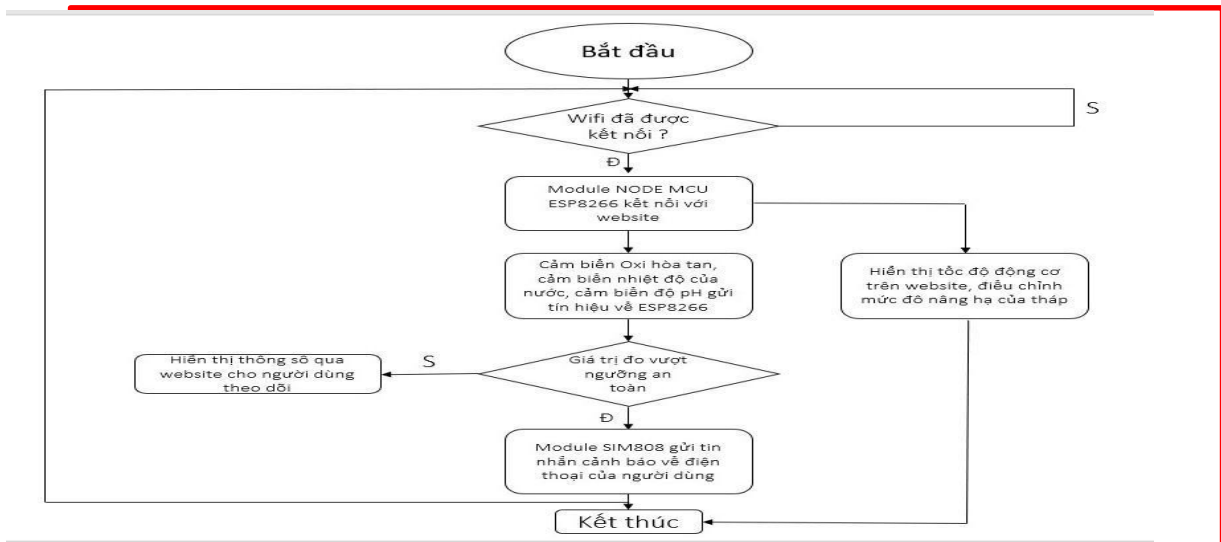 Bắt đầu
Wifi đã được
kết nối ?
S
Đ
Module NODE MCU
ESP8266 kết nối với
website
Cảm biến Oxi hòa tan,
cảm biến nhiệt độ của
nước, cảm biến độ pH gửi
tín hiệu về ESP8266
Hiển thị tốc độ động cơ
trên website, điều chỉnh
mức đô nâng hạ của tháp
Giá trị đo vượt
ngưỡng an
toàn
S
Hiển thị thông số qua
website cho người dùng
theo dõi
Đ
Module SIM808 gửi tin
nhắn cảnh báo về điện
thoại của người dùng
Kết thúc